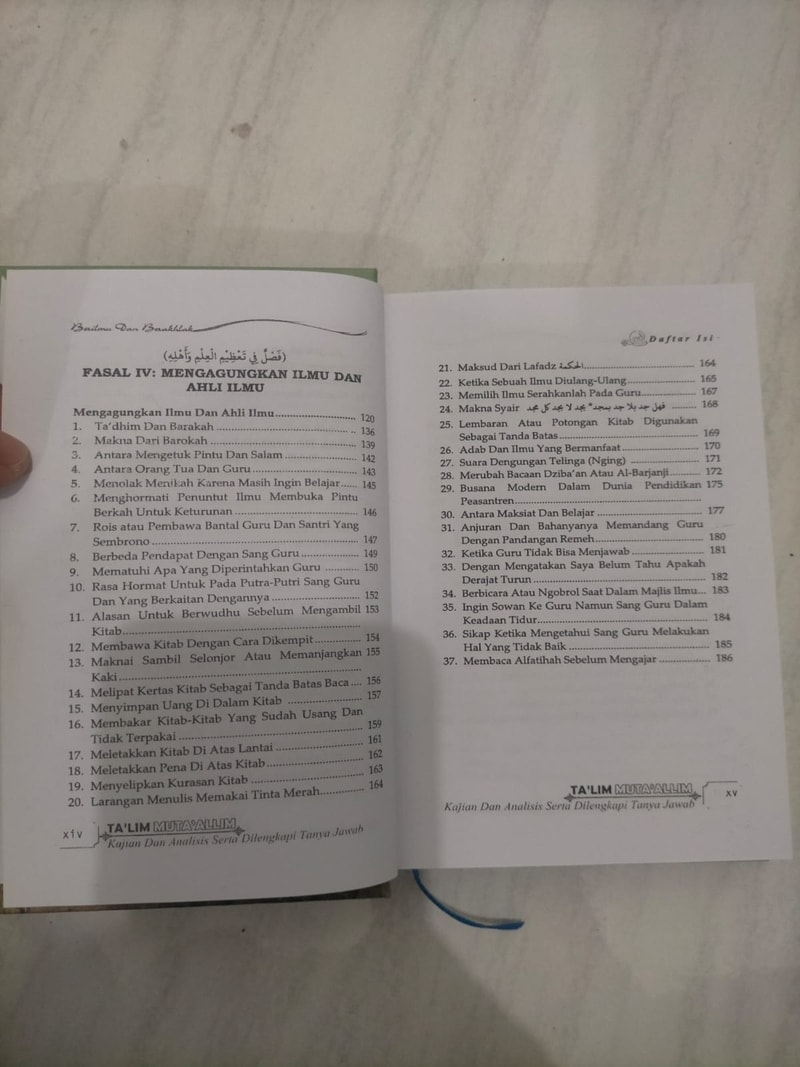 Berilmu Dan Berakhlak
(فَصْلٌ فِي تَعْظِيْمِ الْعِلْمِ وَأَهْلِهِ)
FASAL IV: MENGAGUNGKAN ILMU DAN
AHLI ILMU
Mengagungkan Ilmu Dan Ahli Ilmu 120
1. Ta'dhim Dan Barakah 136
2. Makna Dari Barokah 139
3. Antara Mengetuk Pintu Dan Salam 142
4. Antara Orang Tua Dan Guru 143
5. Menolak Menikah Karena Masih Ingin Belajar 145
6. Menghormati Penuntut Ilmu Membuka Pintu
Berkah Untuk Keturunan 146
7. Rois atau Pembawa Bantal Guru Dan Santri Yang
Sembrono 147
8. Berbeda Pendapat Dengan Sang Guru 149
9. Mematuhi Apa Yang Diperintahkan Guru 150
10. Rasa Hormat Untuk Pada Putra-Putri Sang Guru
Dan Yang Berkaitan Dengannya 152
11. Alasan Untuk Berwudhu Sebelum Mengambil 153
Kitab
12. Membawa Kitab Dengan Cara Dikempit 154
13. Maknai Sambil Selonjor Atau Memanjangkan 155
Kaki
14. Melipat Kertas Kitab Sebagai Tanda Batas Baca 156
15. Menyimpan Uang Di Dalam Kitab 157
16. Membakar Kitab-Kitab Yang Sudah Usang Dan
Tidak Terpakai 159
17. Meletakkan Kitab Di Atas Lantai 161
18. Meletakkan Pena Di Atas Kitab 162
19. Menyelipkan Kurasan Kitab 163
20. Larangan Menulis Memakai Tinta Merah 164
xiv
TA'LIM MUTA'ALLIM
Kajian Dan Analisis Serta Dilengkapi Tanya Jawab
Daftar Isi
21. Maksud Dari Lafadz الحكمة 164
22. Ketika Sebuah Ilmu Diulang-Ulang 165
23. Memilih Ilmu Serahkanlah Pada Guru 167
24. Makna Syair فهل جد بلا جد بمجد * بجد لا بجد كل مجد 168
25. Lembaran Atau Potongan Kitab Digunakan
Sebagai Tanda Batas 169
26. Adab Dan Ilmu Yang Bermanfaat 170
27. Suara Dengungan Telinga (Nging) 171
28. Merubah Bacaan Dziba'an Atau Al-Barjanji 172
29. Busana Modern Dalam Dunia Pendidikan 175
Peasantren
30. Antara Maksiat Dan Belajar 177
31. Anjuran Dan Bahanyanya Memandang Guru
Dengan Pandangan Remeh 180
32. Ketika Guru Tidak Bisa Menjawab 181
33. Dengan Mengatakan Saya Belum Tahu Apakah
Derajat Turun 182
34. Berbicara Atau Ngobrol Saat Dalam Majlis Ilmu 183
35. Ingin Sowan Ke Guru Namun Sang Guru Dalam
Keadaan Tidur 184
36. Sikap Ketika Mengetahui Sang Guru Melakukan
Hal Yang Tidak Baik 185
37. Membaca Alfatihah Sebelum Mengajar 186
TA'LIM MUTA'ALLIM
Kajian Dan Analisis Serta Dilengkapi Tanya Jawab
xv